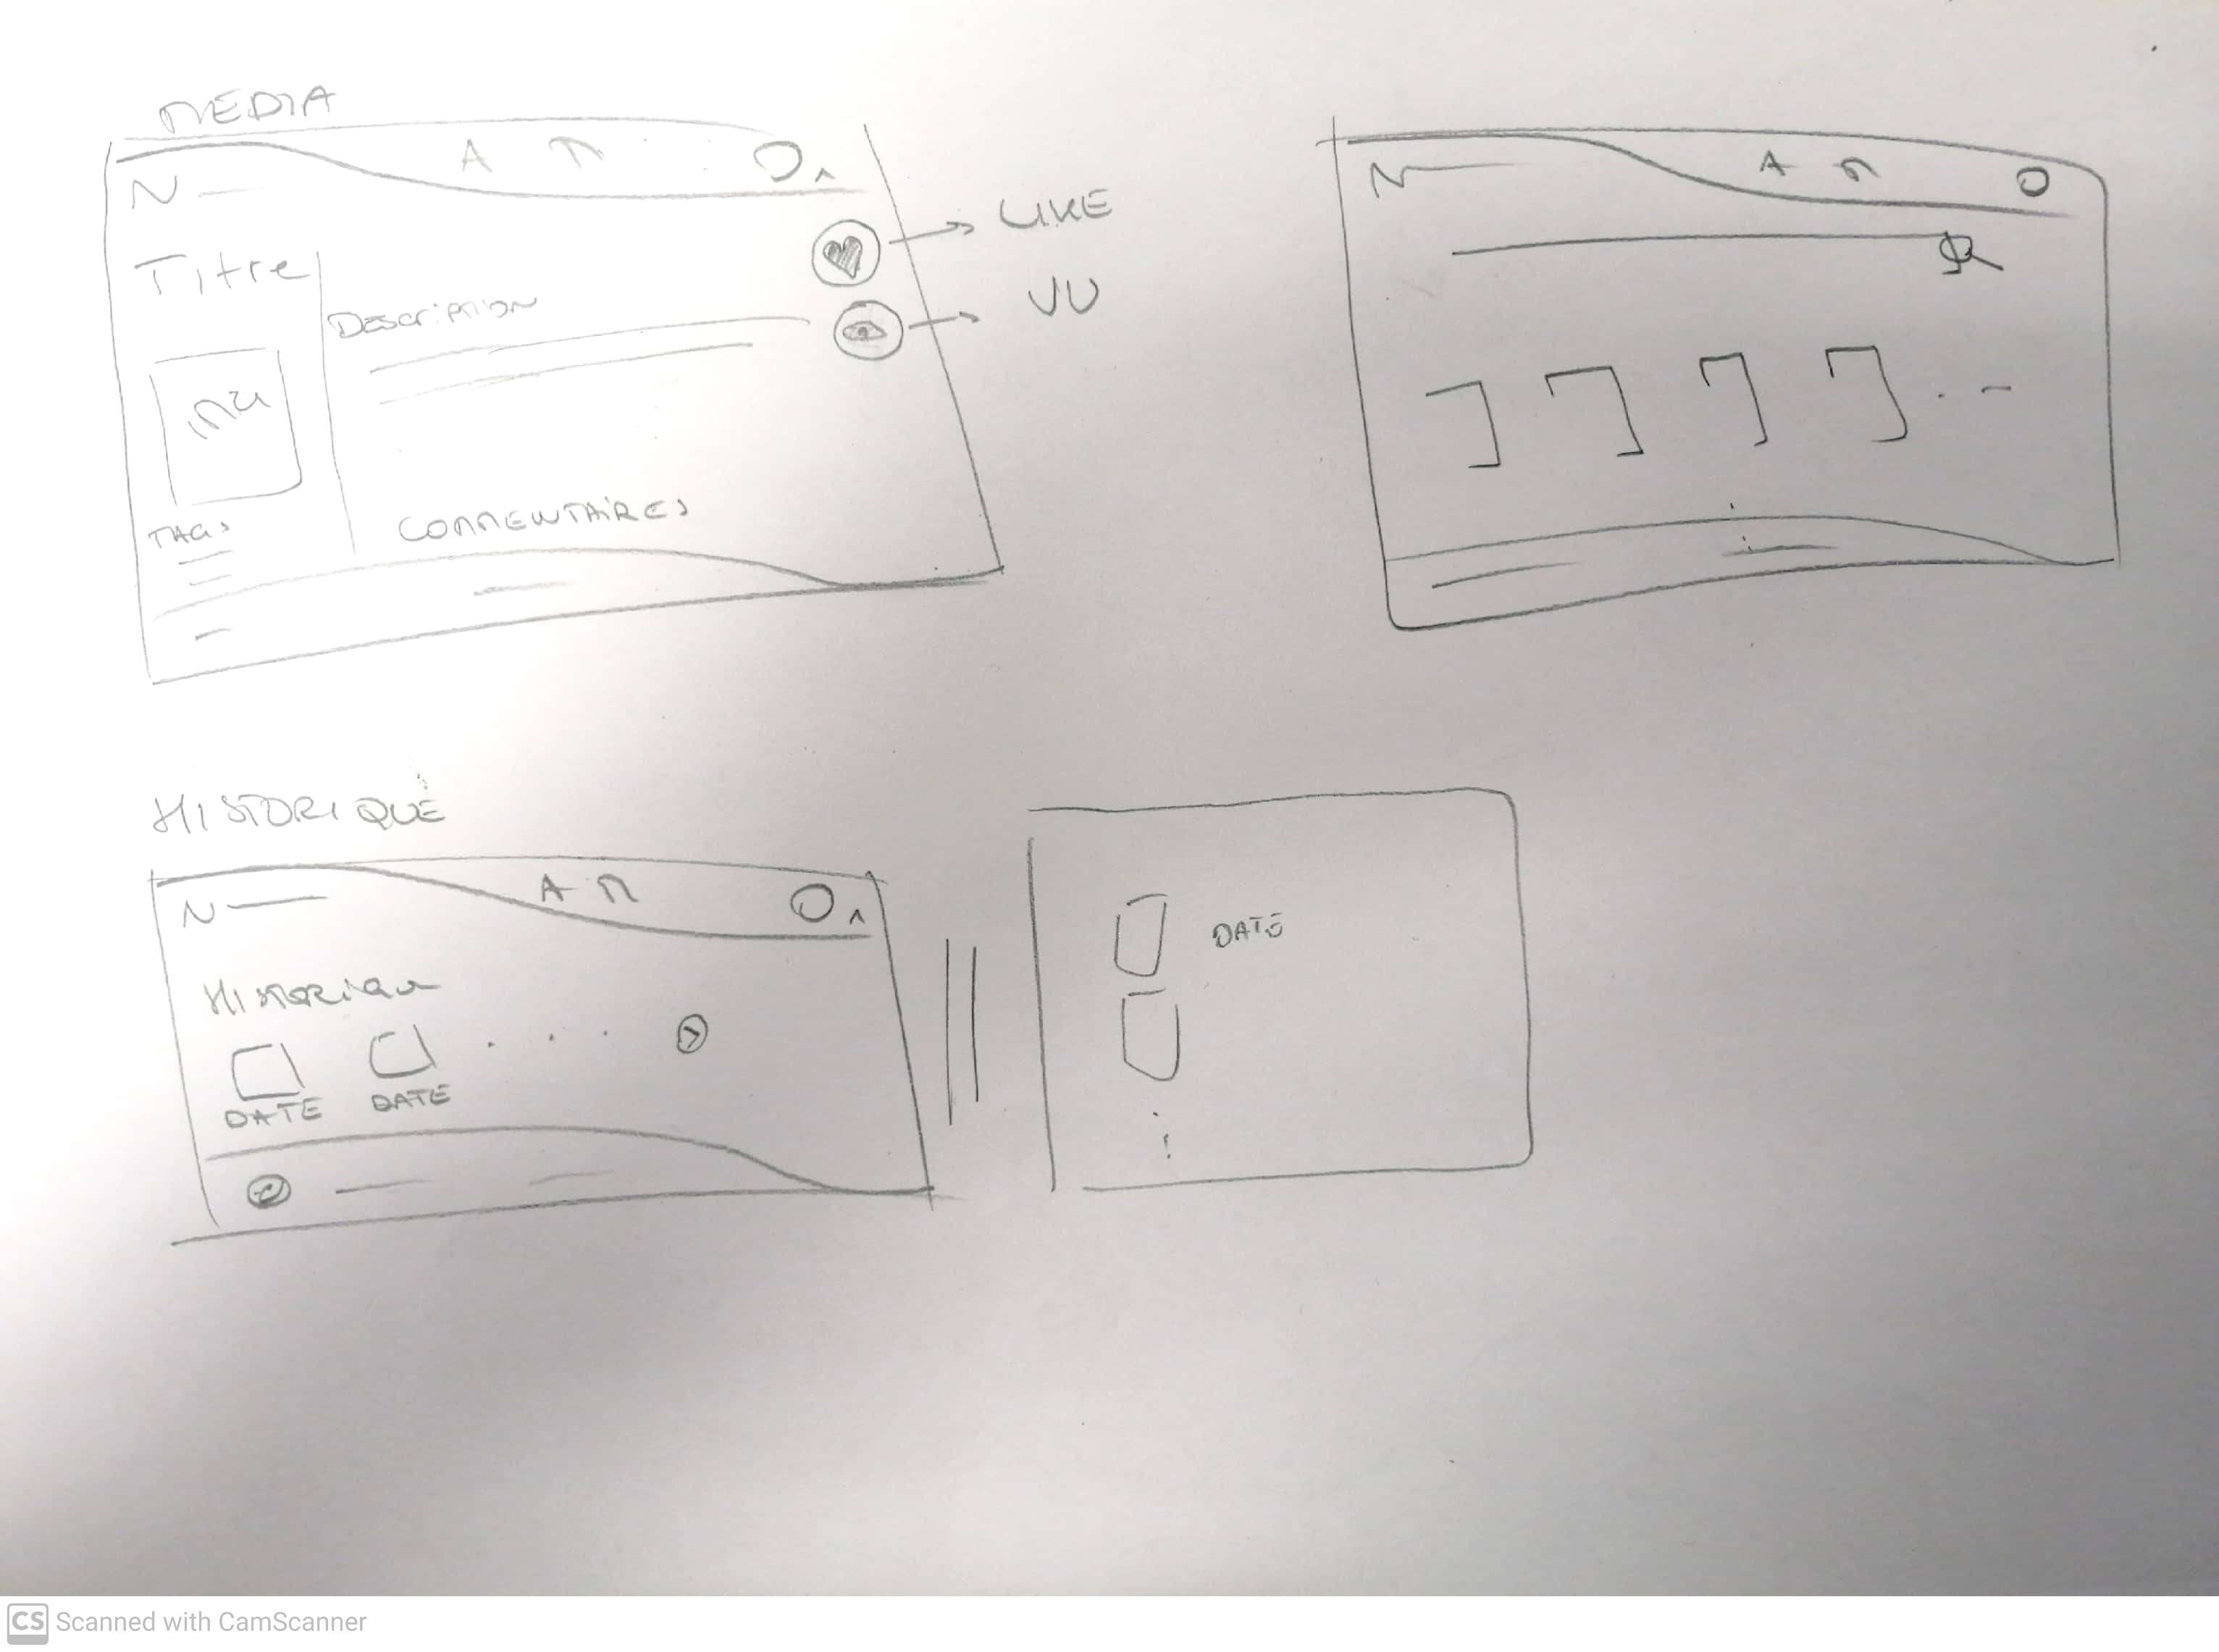 MEDIA
N
A M
LIKE
Titre
Description
VU
TAGS
COMMENTAIRES
N
A M
HISTORIQUE
N
A M
Historique
DATE DATE
DATE
CS Scanned with CamScanner